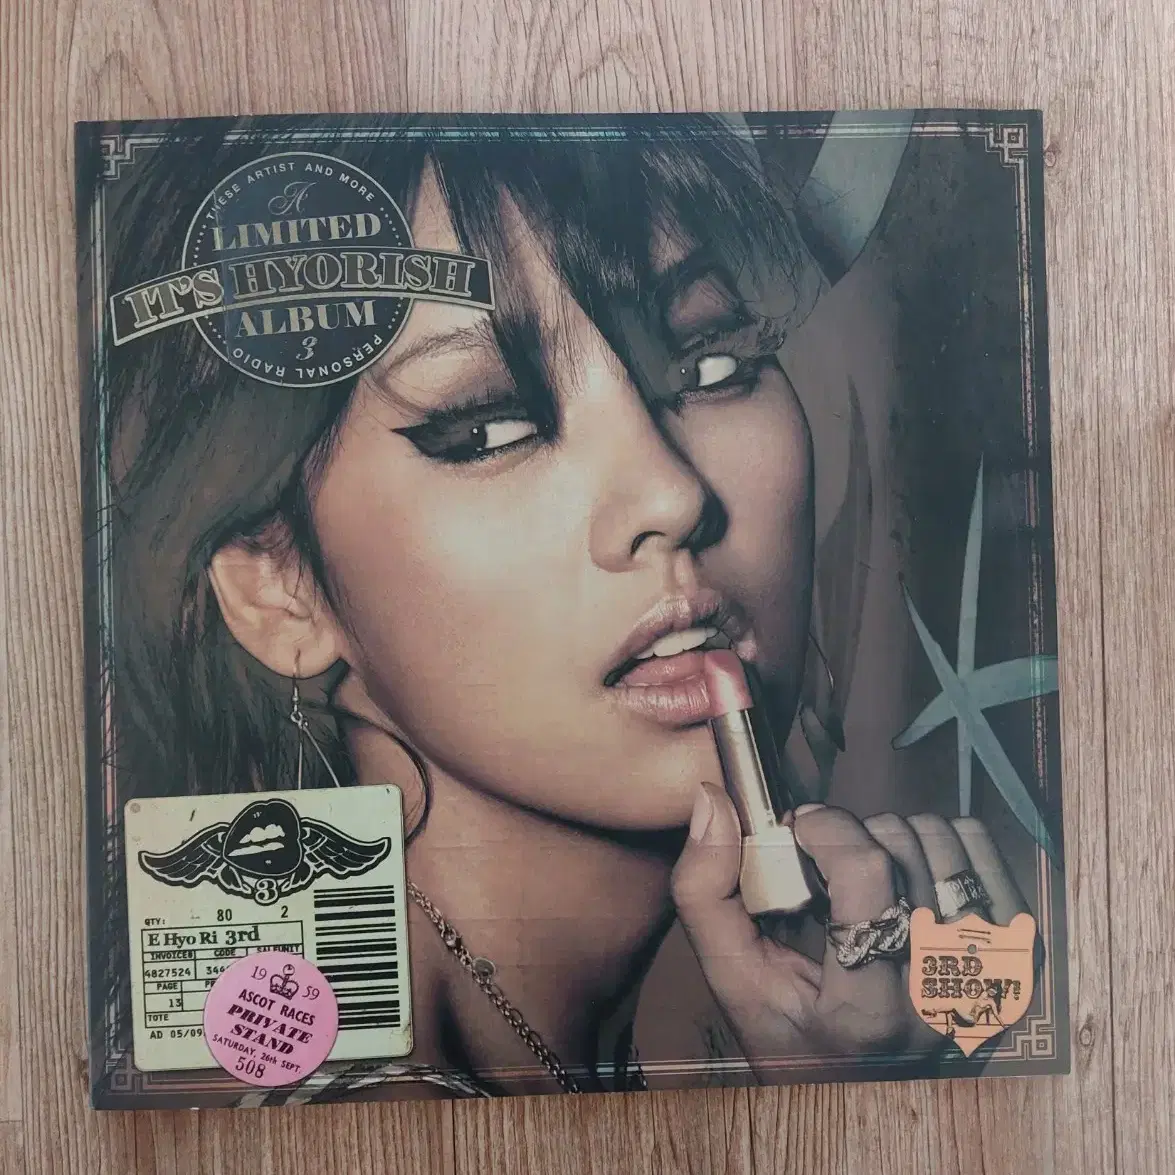 THESE ARTIST AND MORE
A
LIMITED
IT'S HYORISH
ALBUM
3
PERSONAL RADIO
3
QTY: 80 2
E Hyo Ri 3rd
INVOICE# CODE SALEUNIT
4827524 344
PAGE
13
TOTE
AD 05/09
1959
ASCOT RACES
PRIVATE
STAND
SATURDAY, 26th SEPT.
508
3RD
SHOW!